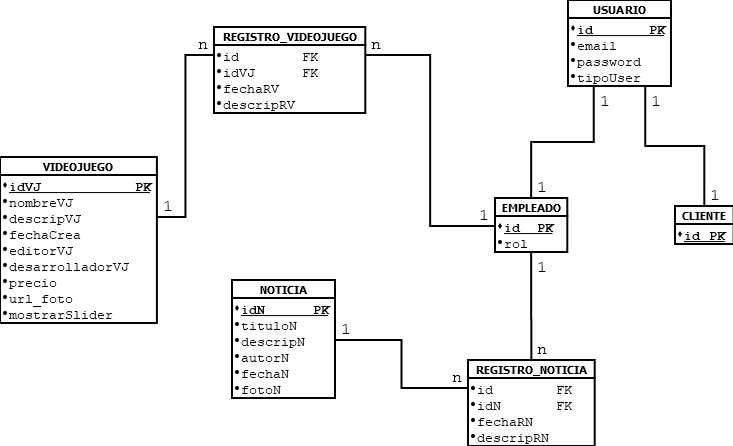 USUARIO
id PK
email
password
tipoUser
1 1
REGISTRO_VIDEOJUEGO
n n
id FK
idVJ FK
fechaRV
descripRV
VIDEOJUEGO
idVJ PK
nombreVJ
descripVJ
fechaCrea
editorVJ
desarrolladorVJ
precio
url_foto
mostrarSlider
1
1
EMPLEADO
1
id PK
rol
1
1
CLIENTE
id PK
NOTICIA
idN PK
tituloN
descripN
autorN
fechaN
fotoN
1
n
REGISTRO_NOTICIA
n
id FK
idN FK
fechaRN
descripRN